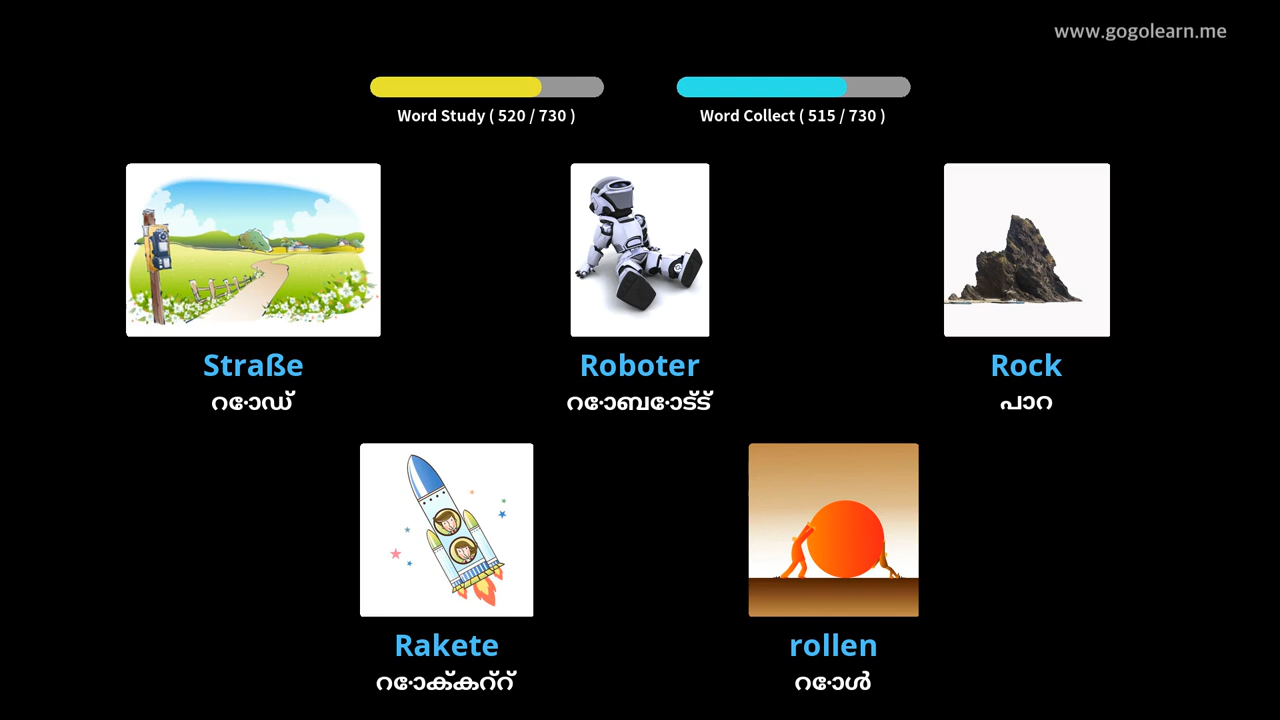 www.gogolearn.me
Word Study ( 520 / 730 )
Word Collect ( 515 / 730 )
Straße
റോഡ്
Roboter
റോബോട്ട്
Rock
പാറ
Rakete
റോക്കറ്റ്
rollen
റോൾ